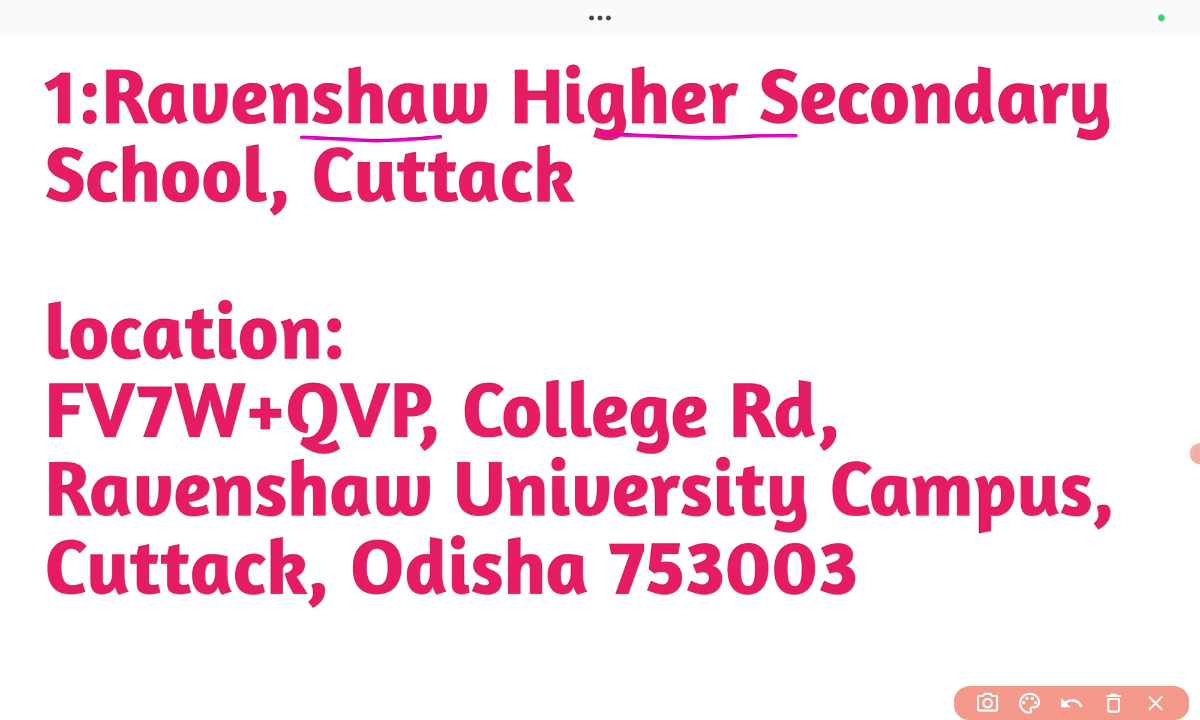 1:Ravenshaw Higher Secondary
School, Cuttack
location:
FV7W+QVP, College Rd,
Ravenshaw University Campus,
Cuttack, Odisha 753003